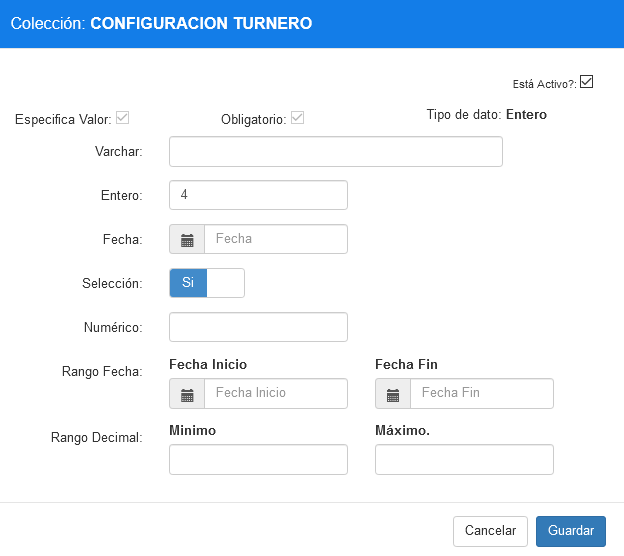 Colección: CONFIGURACION TURNERO
Está Activo?:
Especifica Valor:
Obligatorio:
Tipo de dato: Entero
Varchar:
Entero: 4
Fecha: Fecha
Selección: Si
Numérico:
Rango Fecha: Fecha Inicio Fecha Fin
Fecha Inicio Fecha Fin
Rango Decimal: Minimo Máximo.
Cancelar Guardar